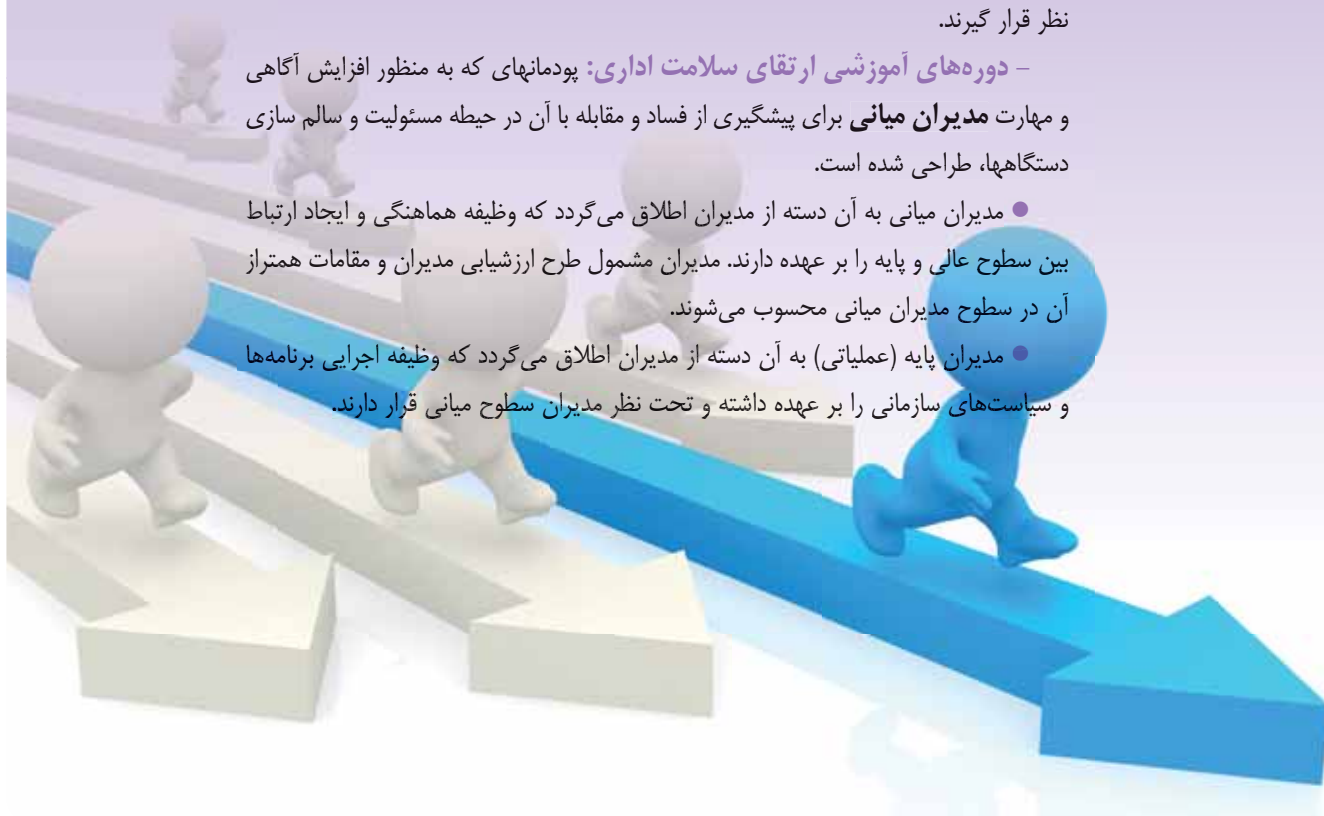 نظر قرار گیرند.
– دوره‌های آموزشی ارتقای سلامت اداری: پودمانهای که به منظور افزایش آگاهی
و مهارت مدیران میانی برای پیشگیری از فساد و مقابله با آن در حیطه مسئولیت و سالم سازی
دستگاهها، طراحی شده است.
● مدیران میانی به آن دسته از مدیران اطلاق می‌گردد که وظیفه هماهنگی و ایجاد ارتباط
بین سطوح عالی و پایه را بر عهده دارند. مدیران مشمول طرح ارزشیابی مدیران و مقامات همتراز
آن در سطوح مدیران میانی محسوب می‌شوند.
● مدیران پایه (عملیاتی) به آن دسته از مدیران اطلاق می‌گردد که وظیفه اجرایی برنامه‌ها
و سیاست‌های سازمانی را بر عهده داشته و تحت نظر مدیران سطوح میانی قرار دارند.